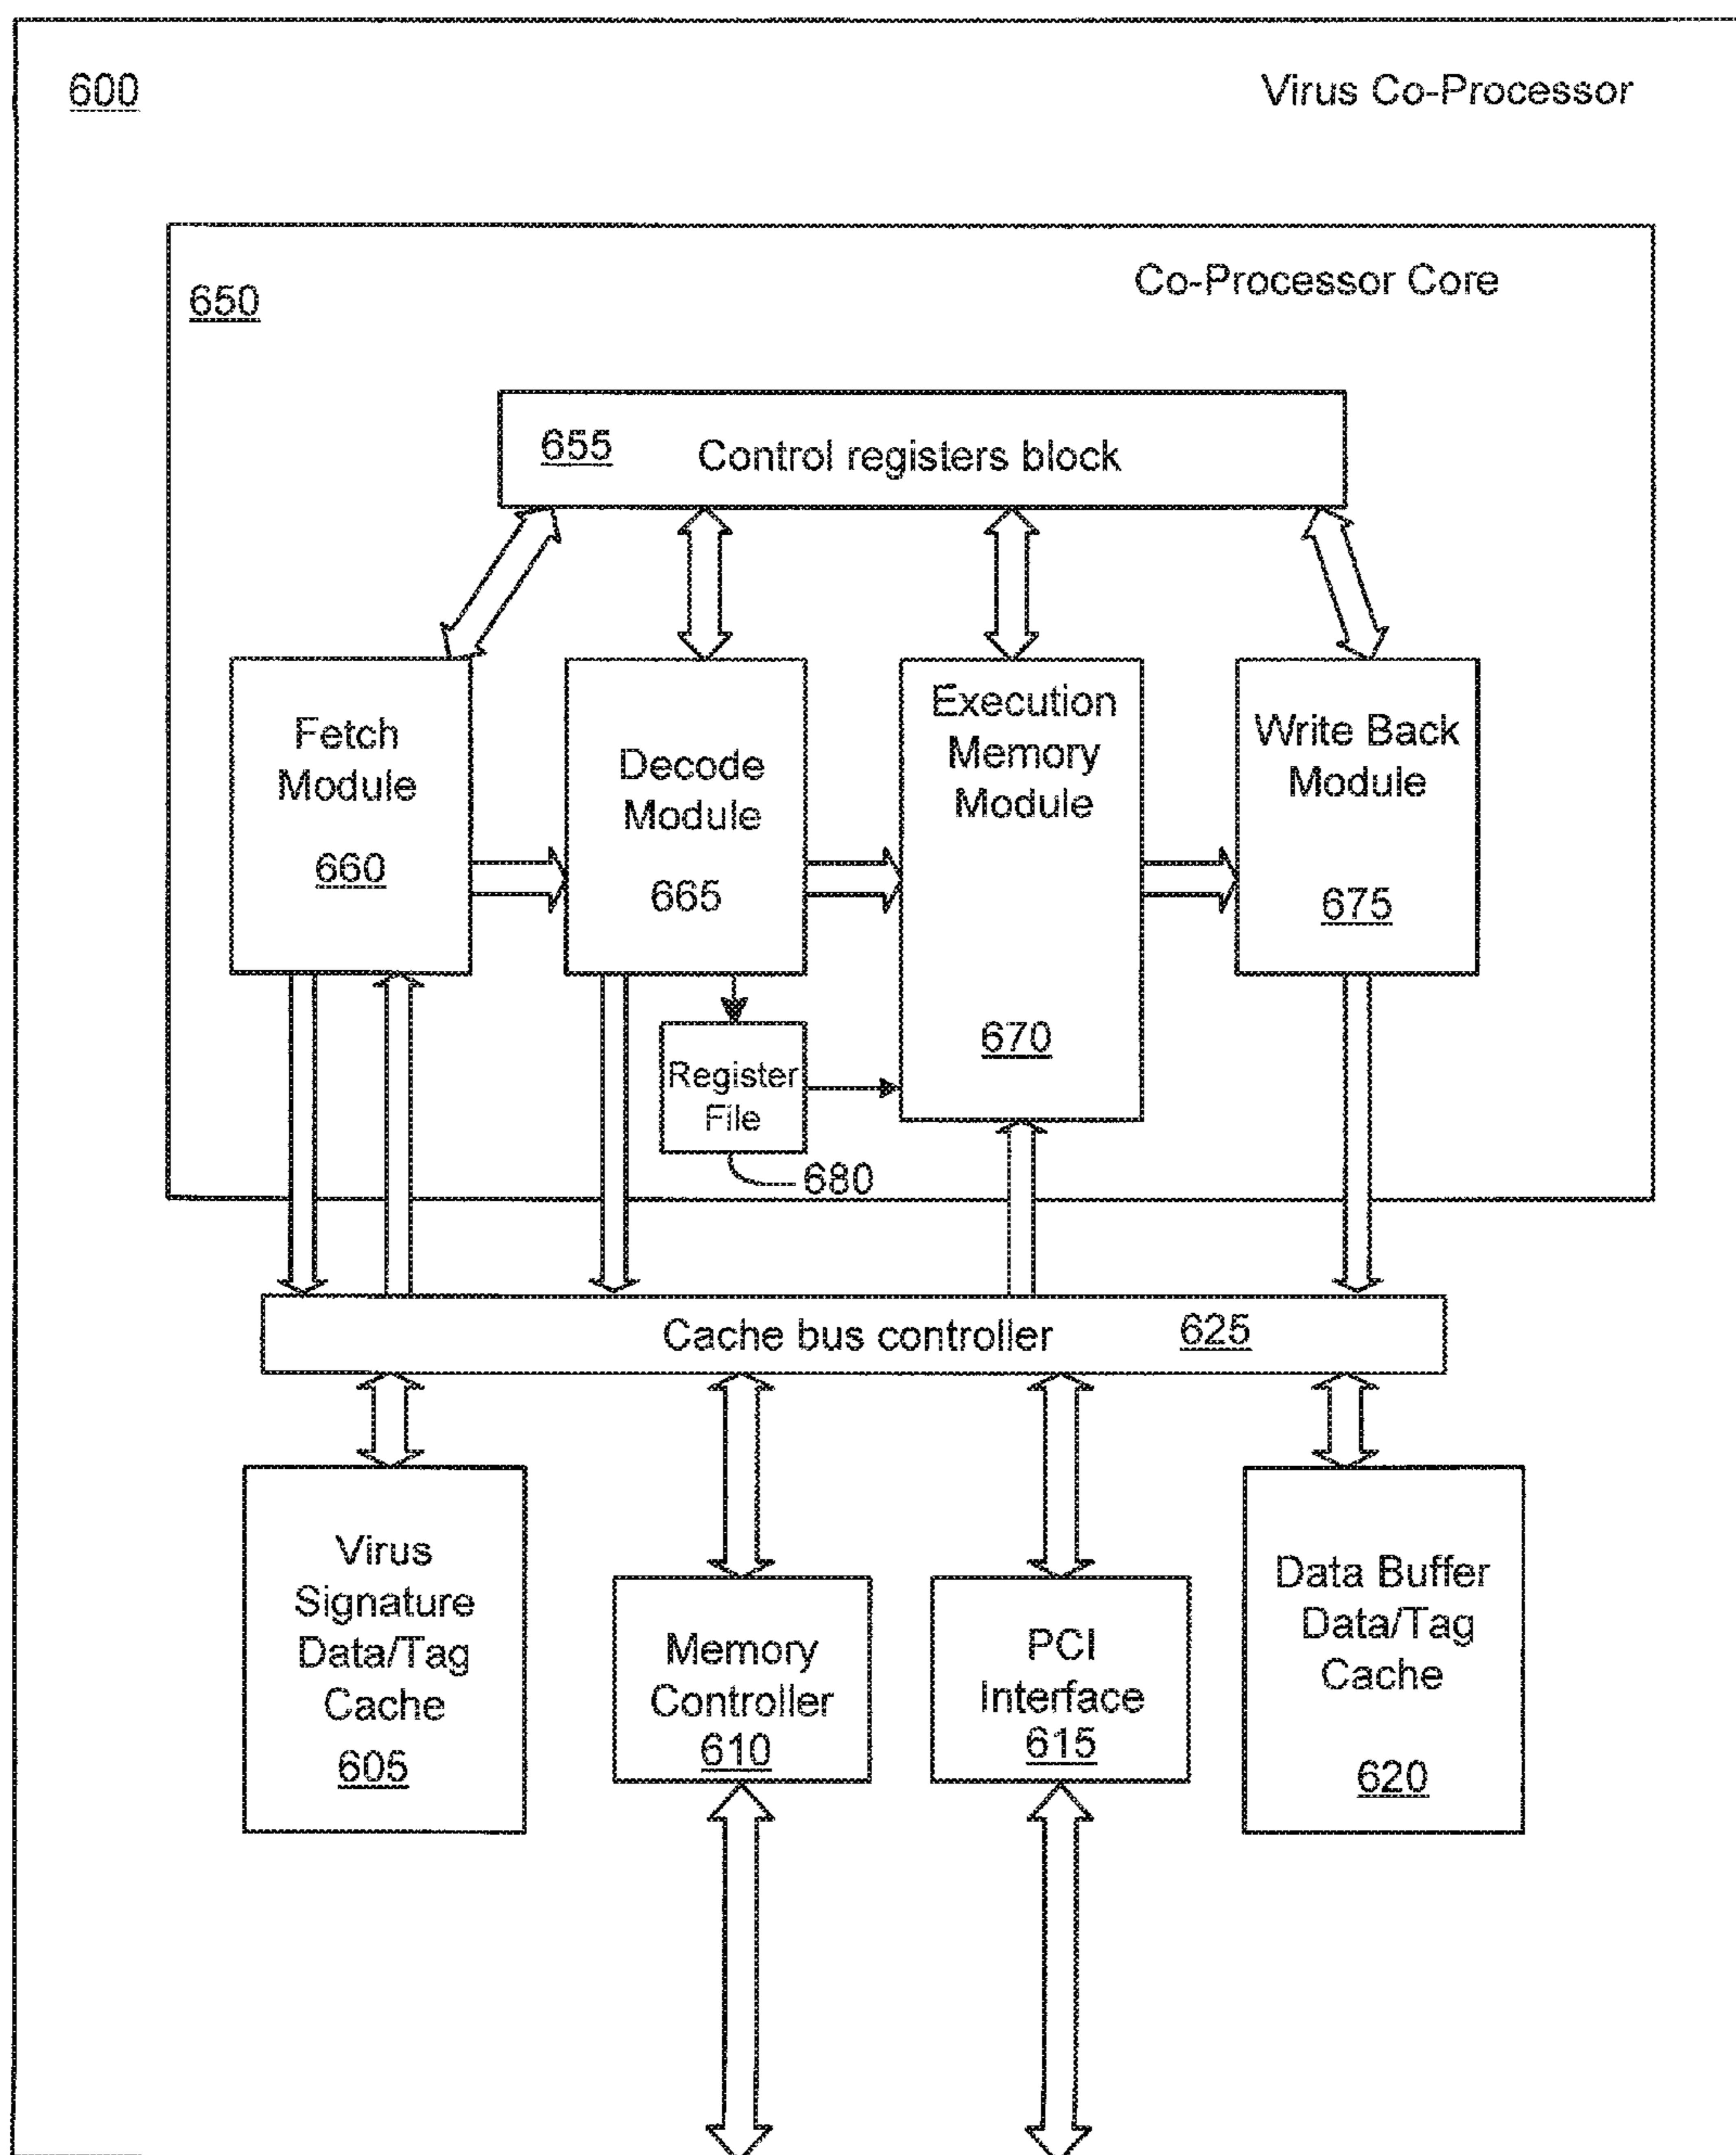 600
Virus Co-Processor
650
Co-Processor Core
655
Control registers block
Fetch
Module
660
Decode
Module
665
Execution
Memory
Module
670
Write Back
Module
675
Register
File
680
Cache bus controller
625
Virus
Signature
Data/Tag
Cache
605
Memory
Controller
610
PCI
Interface
615
Data Buffer
Data/Tag
Cache
620